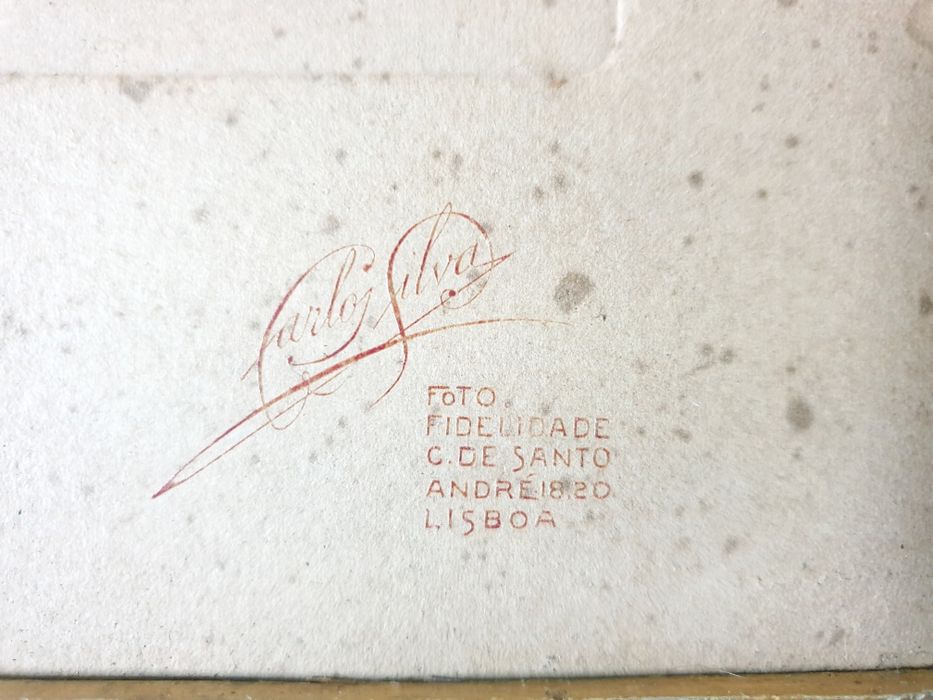 Carlos Silva
FOTO
FIDELIDADE
C. DE SANTO
ANDRÉ 18.20
LISBOA